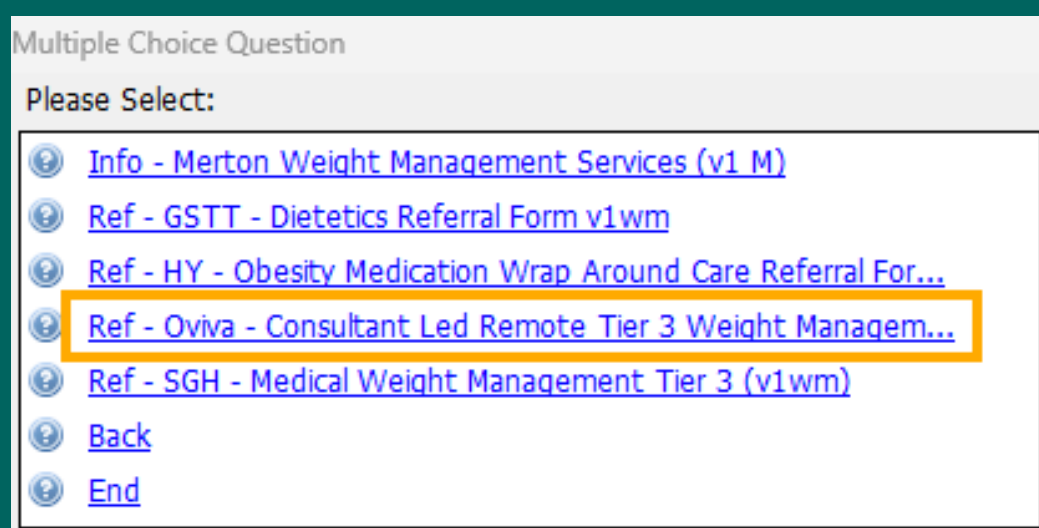 Multiple Choice Question
Please Select:
Info - Merton Weight Management Services (v1 M)
Ref - GSTT - Dietetics Referral Form v1wm
Ref - HY - Obesity Medication Wrap Around Care Referral For...
Ref - Oviva - Consultant Led Remote Tier 3 Weight Managem...
Ref - SGH - Medical Weight Management Tier 3 (v1wm)
Back
End